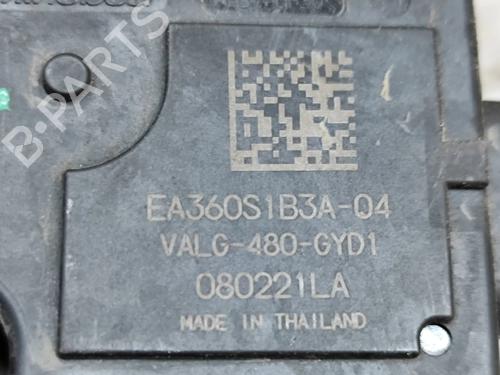 B-PARTS
EA360S1B3A-04
VALG-480-GYD1
080221LA
MADE IN THAILAND